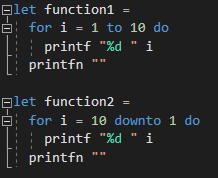 let function1 =
  for i = 1 to 10 do
    printf "%d " i
  printfn ""

let function2 =
  for i = 10 downto 1 do
    printf "%d " i
  printfn ""